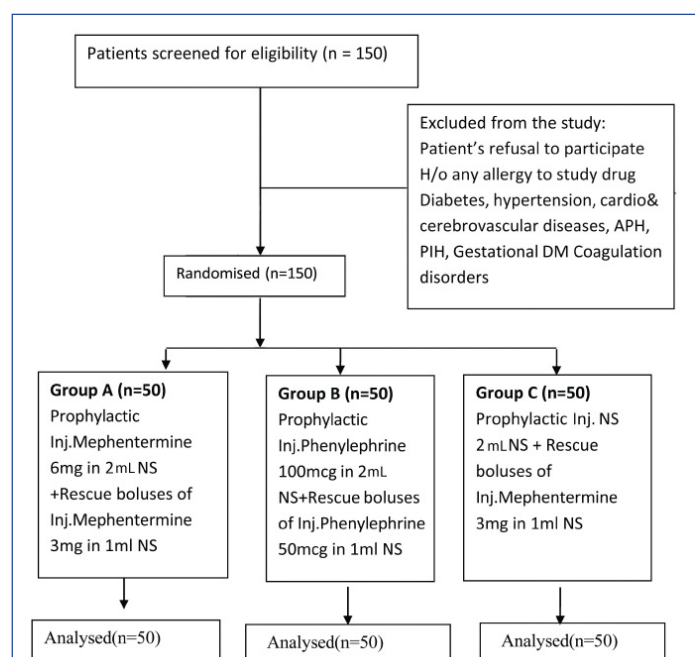 Patients screened for eligibility (n = 150)
Excluded from the study:
Patient's refusal to participate
H/o any allergy to study drug
Diabetes, hypertension, cardio&
cerebrovascular diseases, APH,
PIH, Gestational DM Coagulation
disorders
Randomised (n=150)
Group A (n=50)
Prophylactic
Inj.Mephentermine
6mg in 2mL NS
+Rescue boluses of
Inj.Mephentermine
3mg in 1ml NS
Group B (n=50)
Prophylactic
Inj.Phenylephrine
100mcg in 2mL
NS+Rescue boluses
of Inj.Phenylephrine
50mcg in 1ml NS
Group C (n=50)
Prophylactic Inj. NS
2mLNS + Rescue
boluses of
Inj.Mephentermine
3mg in 1ml NS
Analysed(n=50)
Analysed(n=50)
Analysed(n=50)